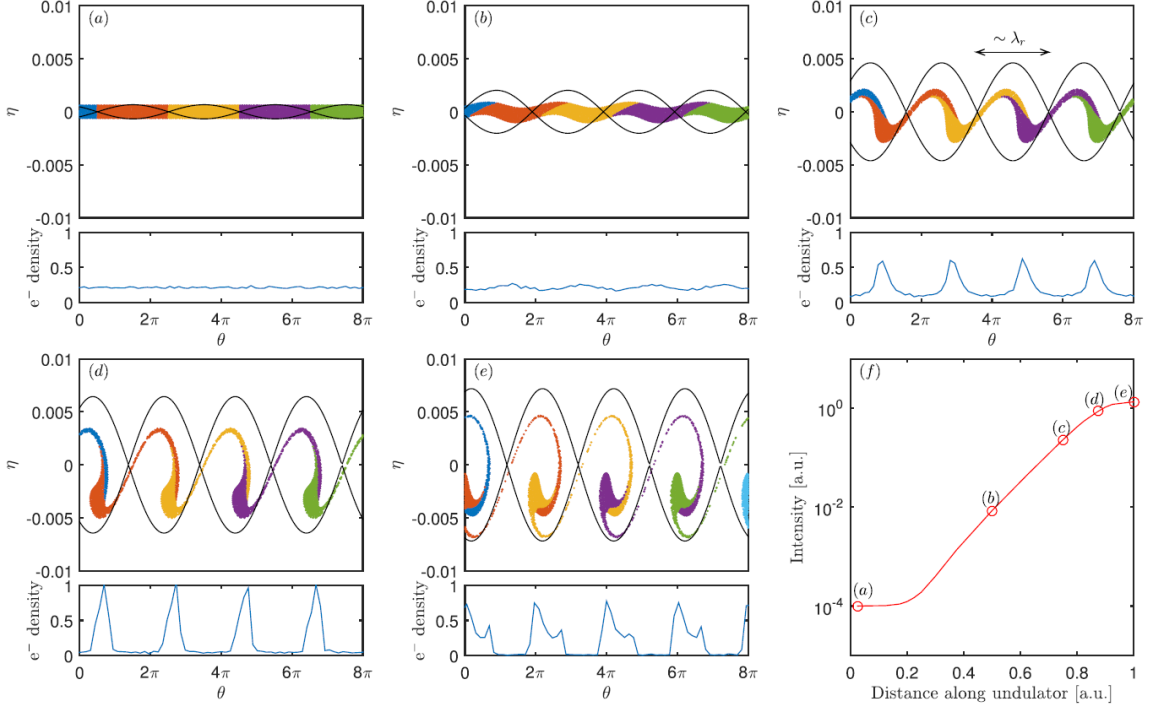 (a)
0.01
0.005
0
-0.005
-0.01
η
1
0.5
0
e⁻ density
0 2π 4π 6π 8π
θ
(b)
0.01
0.005
0
-0.005
-0.01
η
1
0.5
0
e⁻ density
0 2π 4π 6π 8π
θ
(c)
∼ λr
0.01
0.005
0
-0.005
-0.01
η
1
0.5
0
e⁻ density
0 2π 4π 6π 8π
θ
(d)
0.01
0.005
0
-0.005
-0.01
η
1
0.5
0
e⁻ density
0 2π 4π 6π 8π
θ
(e)
0.01
0.005
0
-0.005
-0.01
η
1
0.5
0
e⁻ density
0 2π 4π 6π 8π
θ
(f)
(e)
(d)
(c)
(b)
(a)
10⁰
10⁻²
10⁻⁴
Intensity [a.u.]
0 0.2 0.4 0.6 0.8 1
Distance along undulator [a.u.]